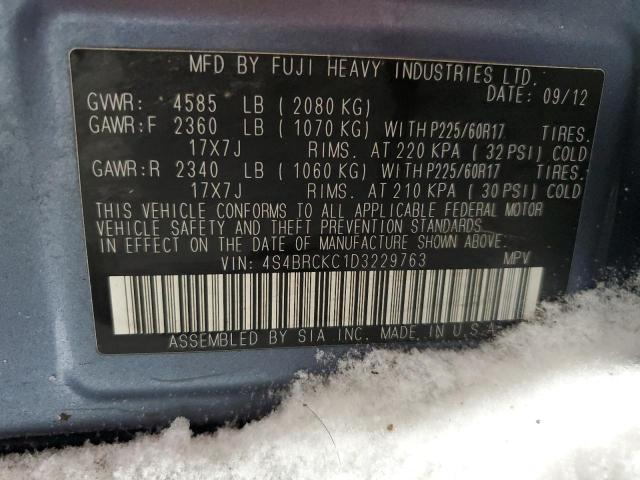 MFD BY FUJI HEAVY INDUSTRIES LTD.
DATE: 09/12
GVWR: 4585 LB ( 2080 KG)
GAWR:F 2360 LB ( 1070 KG) WITH P225/60R17 TIRES.
17X7J RIMS. AT 220 KPA ( 32 PSI) COLD
GAWR:R 2340 LB ( 1060 KG) WITH P225/60R17 TIRES.
17X7J RIMS. AT 210 KPA ( 30 PSI) COLD
THIS VEHICLE CONFORMS TO ALL APPLICABLE FEDERAL MOTOR
VEHICLE SAFETY AND THEFT PREVENTION STANDARDS
IN EFFECT ON THE DATE OF MANUFACTURE SHOWN ABOVE.
VIN: 4S4BRCKC1D3229763 MPV
ASSEMBLED BY SIA INC. MADE IN U.S.A.